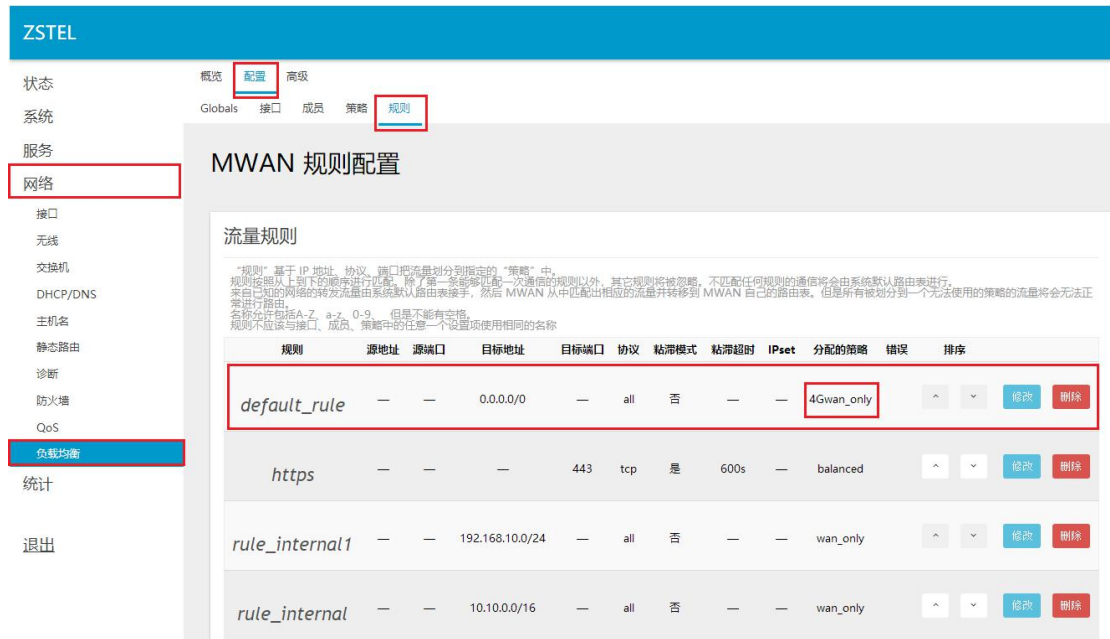 ZSTEL
状态
系统
服务
网络
接口
无线
交换机
DHCP/DNS
主机名
静态路由
诊断
防火墙
QoS
负载均衡
统计
退出
概览 配置 高级
Globals 接口 成员 策略 规则
MWAN 规则配置
流量规则
“规则”基于 IP 地址、协议、端口把流量划分到指定的“策略”中。
规则按照从上到下的顺序进行匹配。除了第一条能够匹配一次通信的规则以外，其它规则将被忽略。不匹配任何规则的通信将会由系统默认路由表进行。
来自已知的网络的转发流量由系统默认路由表接手，然后 MWAN 从中匹配出相应的流量并转移到 MWAN 自己的路由表。但是所有被划分到一个无法使用的策略的流量将会无法正
常进行路由。
名称允许包括A-Z、a-z、0-9、 但是不能有空格。
规则不应该与接口、成员、策略中的任意一个设置项使用相同的名称
规则 源地址 源端口 目标地址 目标端口 协议 粘滞模式 粘滞超时 IPset 分配的策略 错误 排序
default_rule — — 0.0.0.0/0 — all 否 — — 4Gwan_only 修改 删除
https — — — 443 tcp 是 600s — balanced 修改 删除
rule_internal1 — — 192.168.10.0/24 — all 否 — — wan_only 修改 删除
rule_internal — — 10.10.0.0/16 — all 否 — — wan_only 修改 删除